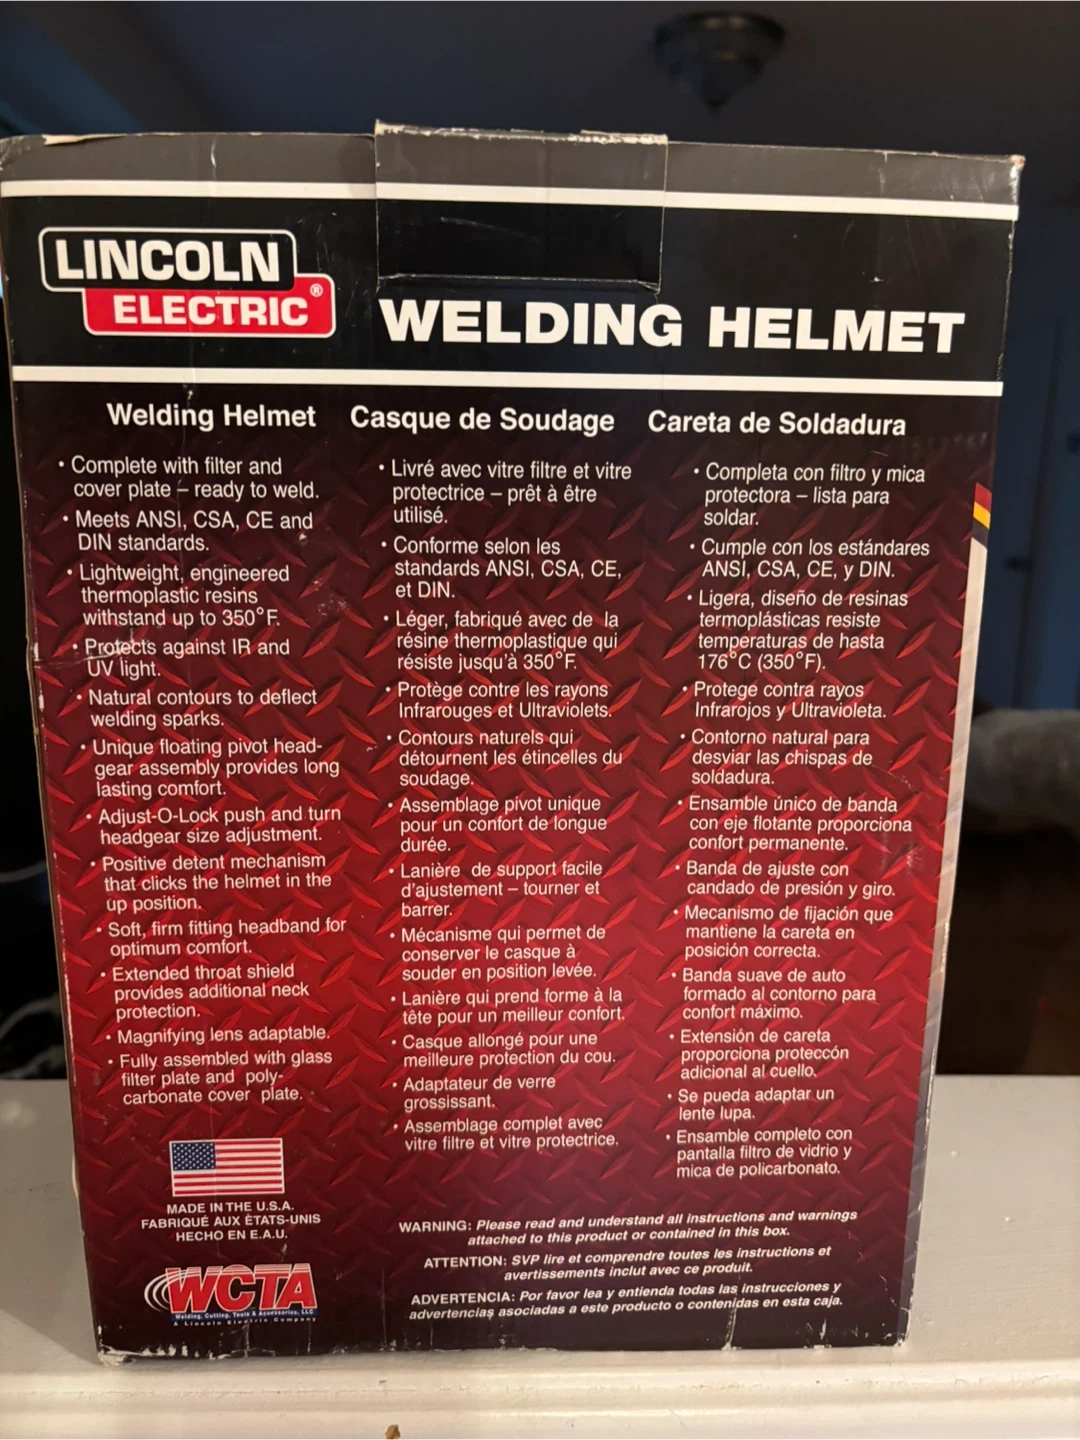 LINCOLN
ELECTRIC®
WELDING HELMET
Welding Helmet
• Complete with filter and
cover plate – ready to weld.
• Meets ANSI, CSA, CE and
DIN standards.
• Lightweight, engineered
thermoplastic resins
withstand up to 350°F.
• Protects against IR and
UV light.
• Natural contours to deflect
welding sparks.
• Unique floating pivot head-
gear assembly provides long
lasting comfort.
• Adjust-O-Lock push and turn
headgear size adjustment.
• Positive detent mechanism
that clicks the helmet in the
up position.
• Soft, firm fitting headband for
optimum comfort.
• Extended throat shield
provides additional neck
protection.
• Magnifying lens adaptable.
• Fully assembled with glass
filter plate and poly-
carbonate cover plate.
Casque de Soudage
• Livré avec vitre filtre et vitre
protectrice – prêt à être
utilisé.
• Conforme selon les
standards ANSI, CSA, CE,
et DIN.
• Léger, fabriqué avec de la
résine thermoplastique qui
résiste jusqu'à 350°F.
• Protège contre les rayons
Infrarouges et Ultraviolets.
• Contours naturels qui
détournent les étincelles du
soudage.
• Assemblage pivot unique
pour un confort de longue
durée.
• Lanière de support facile
d'ajustement – tourner et
barrer.
• Mécanisme qui permet de
conserver le casque à
souder en position levée.
• Lanière qui prend forme à la
tête pour un meilleur confort.
• Casque allongé pour une
meilleure protection du cou.
• Adaptateur de verre
grossissant.
• Assemblage complet avec
vitre filtre et vitre protectrice.
Careta de Soldadura
• Completa con filtro y mica
protectora – lista para
soldar.
• Cumple con los estándares
ANSI, CSA, CE, y DIN.
• Ligera, diseño de resinas
termoplásticas resiste
temperaturas de hasta
176°C (350°F).
• Protege contra rayos
Infrarojos y Ultravioleta.
• Contorno natural para
desviar las chispas de
soldadura.
• Ensamble único de banda
con eje flotante proporciona
confort permanente.
• Banda de ajuste con
candado de presión y giro.
• Mecanismo de fijación que
mantiene la careta en
posición correcta.
• Banda suave de auto
formado al contorno para
confort máximo.
• Extensión de careta
proporciona proteccón
adicional al cuello.
• Se pueda adaptar un
lente lupa.
• Ensamble completo con
pantalla filtro de vidrio y
mica de policarbonato.
MADE IN THE U.S.A.
FABRIQUÉ AUX ÉTATS-UNIS
HECHO EN E.A.U.
WCTA
Welding, Cutting, Tools & Accessories, LLC
A Lincoln Electric Company
WARNING: Please read and understand all instructions and warnings
attached to this product or contained in this box.
ATTENTION: SVP lire et comprendre toutes les instructions et
avertissements inclut avec ce produit.
ADVERTENCIA: Por favor lea y entienda todas las instrucciones y
advertencias asociadas a este producto o contenidas en esta caja.